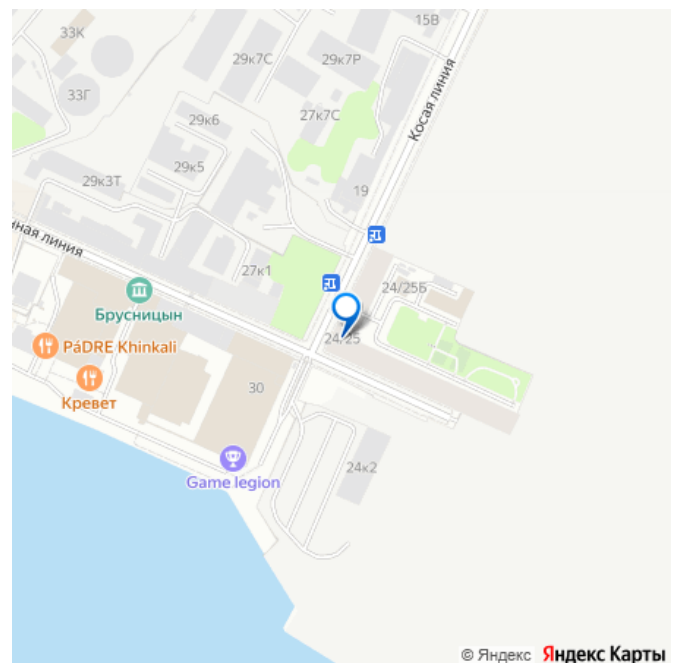 15В
33К
29к7С
29к7Р
Косая линия
33Г
27к7С
29к6
29к5
29к3Т
19
нная линия
27к1
24/25Б
Брусницын
24/25
PáDRE Khinkali
Кревет
30
24к2
Game legion
© Яндекс Яндекс Карты